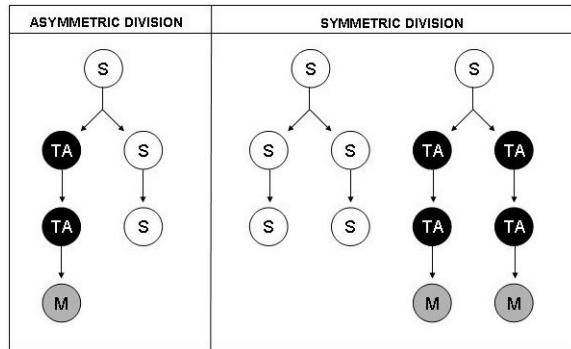 ASYMMETRIC DIVISION
SYMMETRIC DIVISION
S
TA S
TA S
M
S S
S S TA TA
S S TA TA
M M